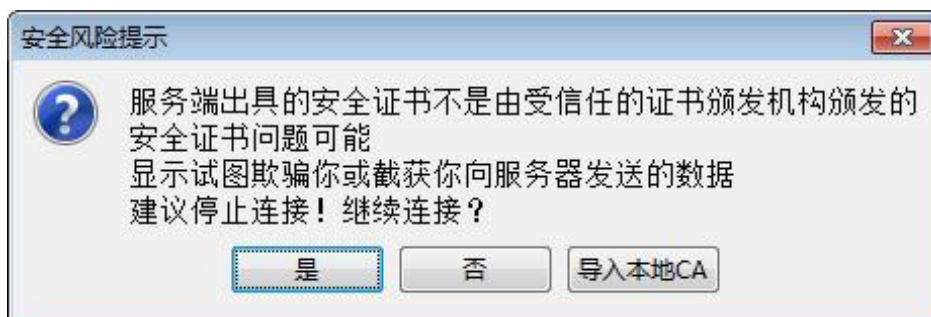 安全风险提示
服务端出具的安全证书不是由受信任的证书颁发机构颁发的
安全证书问题可能
显示试图欺骗你或截获你向服务器发送的数据
建议停止连接！继续连接？
是 否 导入本地CA